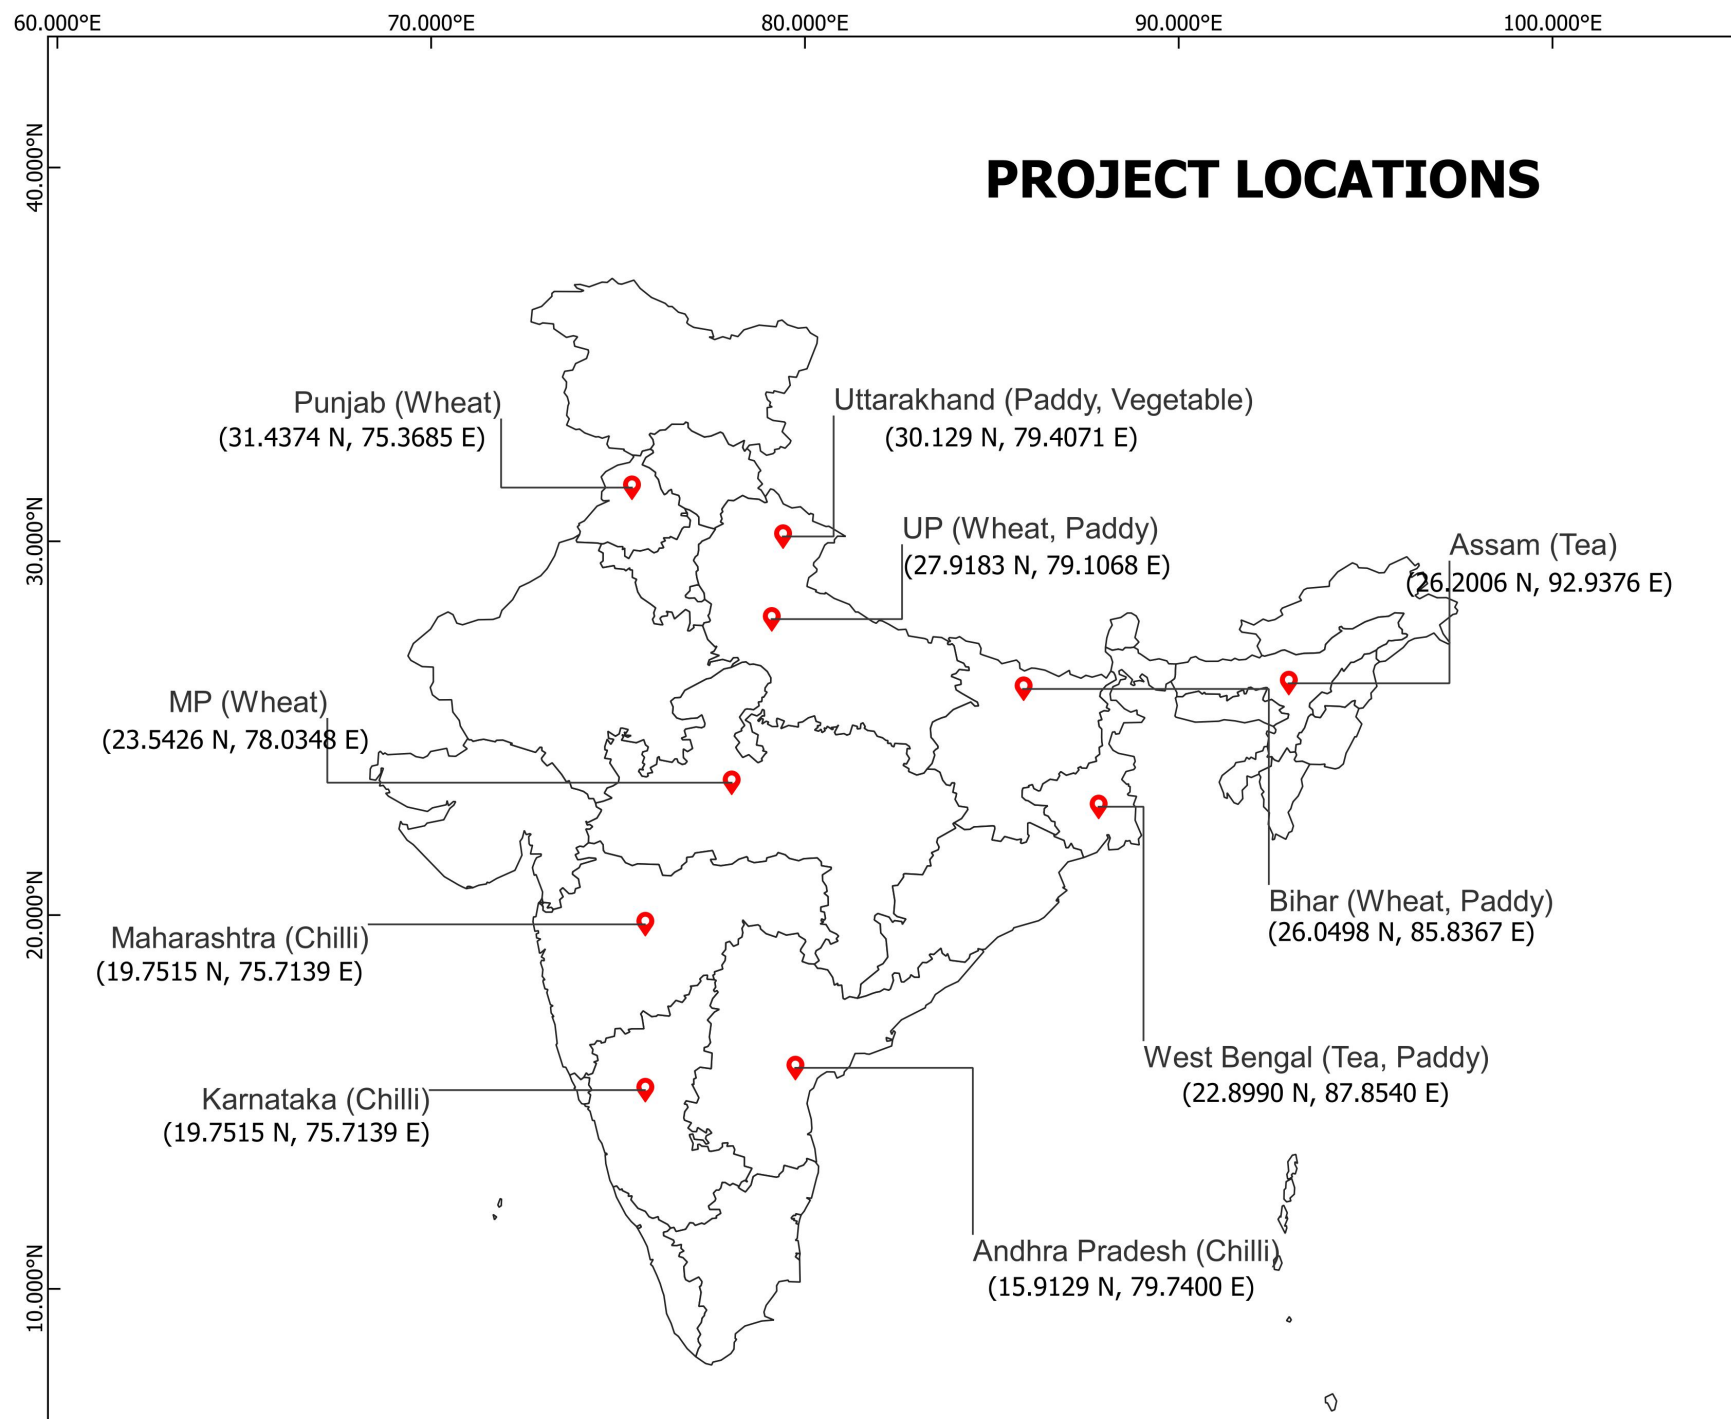 60.000°E 70.000°E 80.000°E 90.000°E 100.000°E
40.000°N
PROJECT LOCATIONS
Punjab (Wheat)
(31.4374 N, 75.3685 E)
Uttarakhand (Paddy, Vegetable)
(30.129 N, 79.4071 E)
30.000°N
UP (Wheat, Paddy)
(27.9183 N, 79.1068 E)
Assam (Tea)
(26.2006 N, 92.9376 E)
MP (Wheat)
(23.5426 N, 78.0348 E)
20.000°N
Maharashtra (Chilli)
(19.7515 N, 75.7139 E)
Bihar (Wheat, Paddy)
(26.0498 N, 85.8367 E)
Karnataka (Chilli)
(19.7515 N, 75.7139 E)
West Bengal (Tea, Paddy)
(22.8990 N, 87.8540 E)
10.000°N
Andhra Pradesh (Chilli)
(15.9129 N, 79.7400 E)